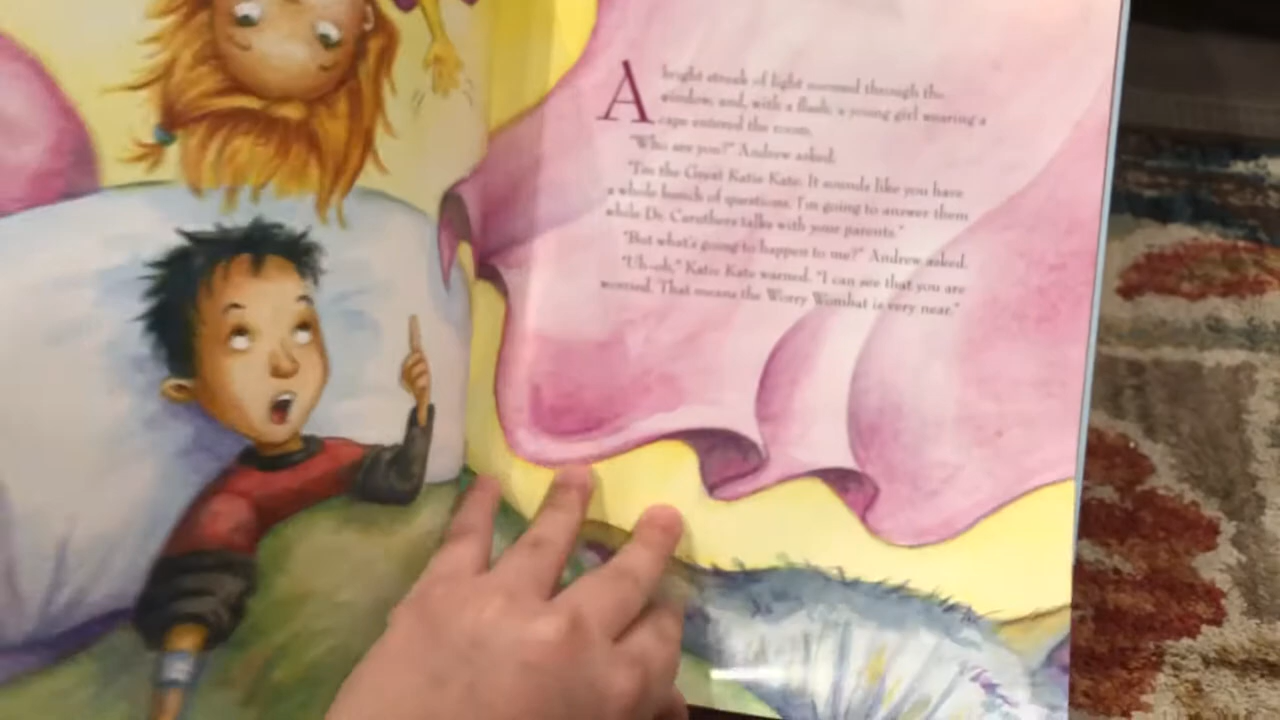 A bright streak of light zoomed through the
window, and, with a flash, a young girl wearing a
cape entered the room.
"Who are you?" Andrew asked.
"I'm the Great Katie Kate. It sounds like you have
a whole bunch of questions. I'm going to answer them
while Dr. Carothers talks with your parents."
"But what's going to happen to me?" Andrew asked.
"Uh-oh," Katie Kate warned. "I can see that you are
worried. That means the Worry Wombat is very near."